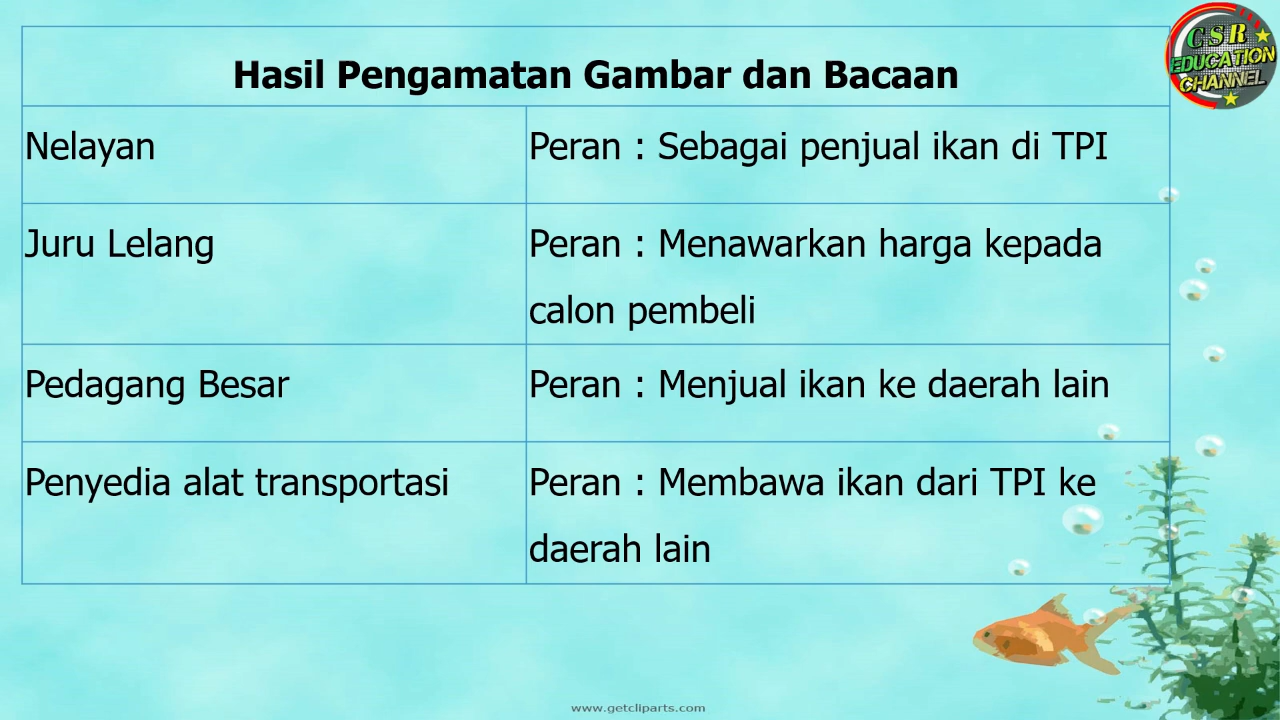 C S R
EDUCATION
CHANNEL
Hasil Pengamatan Gambar dan Bacaan
Nelayan
Peran : Sebagai penjual ikan di TPI
Juru Lelang
Peran : Menawarkan harga kepada
calon pembeli
Pedagang Besar
Peran : Menjual ikan ke daerah lain
Penyedia alat transportasi
Peran : Membawa ikan dari TPI ke
daerah lain
www.getcliparts.com